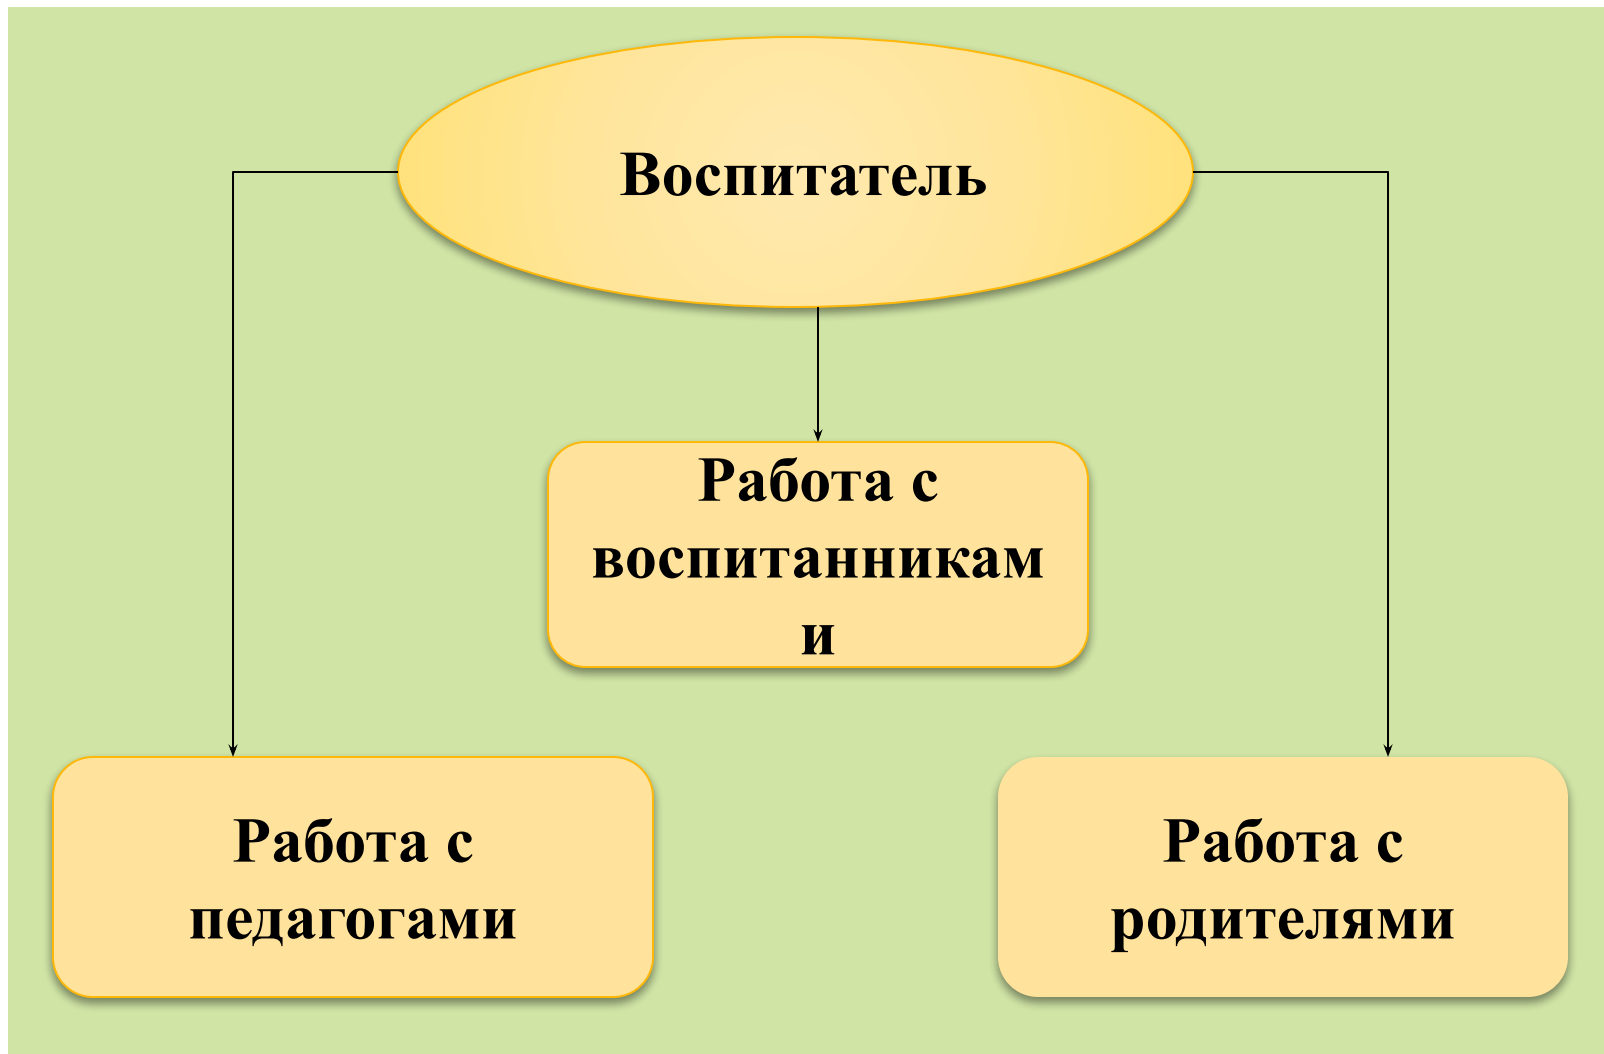 Воспитатель
Работа с
воспитанникам
и
Работа с
педагогами
Работа с
родителями